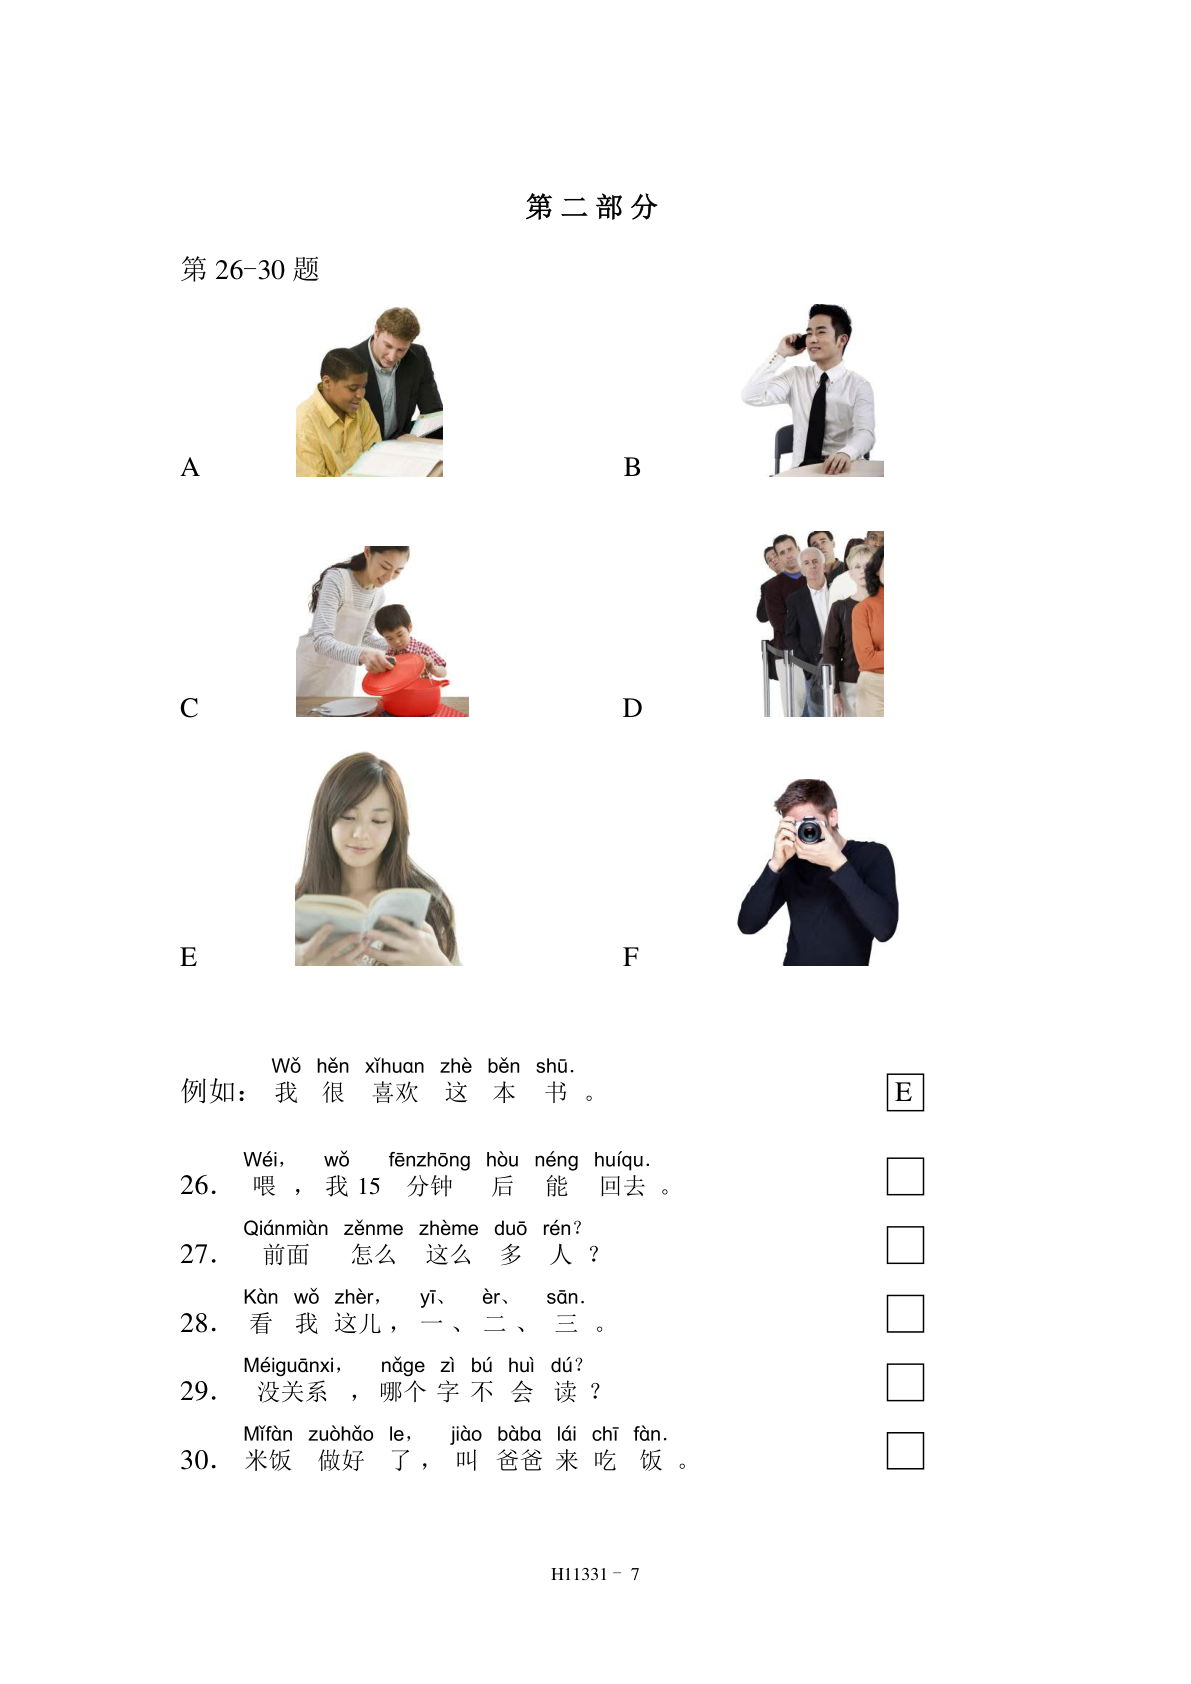 第二部分
第 26-30 题
A
B
C
D
E
F
Wǒ hěn xǐhuan zhè běn shū.
例如： 我 很 喜欢 这 本 书 。
E
Wéi, wǒ fēnzhōng hòu néng huíqu.
26. 喂 ， 我 15 分钟 后 能 回去 。
Qiánmiàn zěnme zhème duō rén?
27. 前面 怎么 这么 多 人 ？
Kàn wǒ zhèr, yī、 èr、 sān.
28. 看 我 这儿 ， 一 、 二 、 三 。
Méiguānxi, nǎge zì bú huì dú?
29. 没关系 ， 哪个 字 不 会 读 ？
Mǐfàn zuòhǎo le, jiào bàba lái chī fàn.
30. 米饭 做好 了 ， 叫 爸爸 来 吃 饭 。
H11331- 7